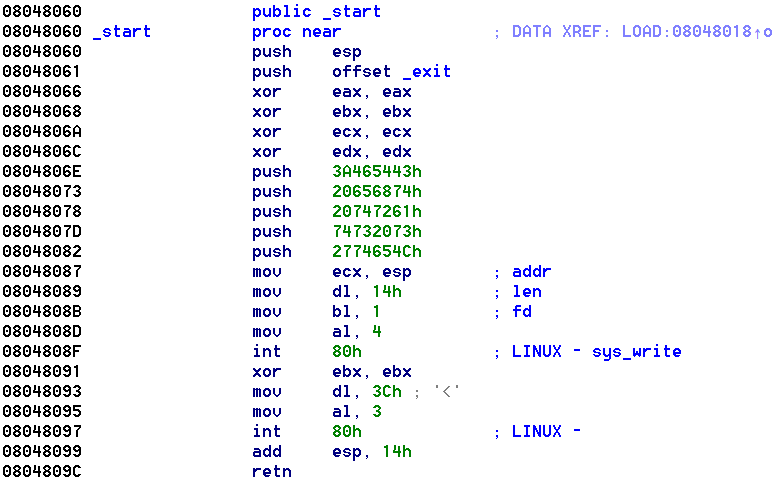 08048060 public _start
08048060 _start proc near ; DATA XREF: LOAD:08048018↑o
08048060 push esp
08048061 push offset _exit
08048066 xor eax, eax
08048068 xor ebx, ebx
0804806A xor ecx, ecx
0804806C xor edx, edx
0804806E push 3A465443h
08048073 push 20656874h
08048078 push 20747261h
0804807D push 74732073h
08048082 push 2774654Ch
08048087 mov ecx, esp ; addr
08048089 mov dl, 14h ; len
0804808B mov bl, 1 ; fd
0804808D mov al, 4
0804808F int 80h ; LINUX - sys_write
08048091 xor ebx, ebx
08048093 mov dl, 3Ch ; '<'
08048095 mov al, 3
08048097 int 80h ; LINUX -
08048099 add esp, 14h
0804809C retn